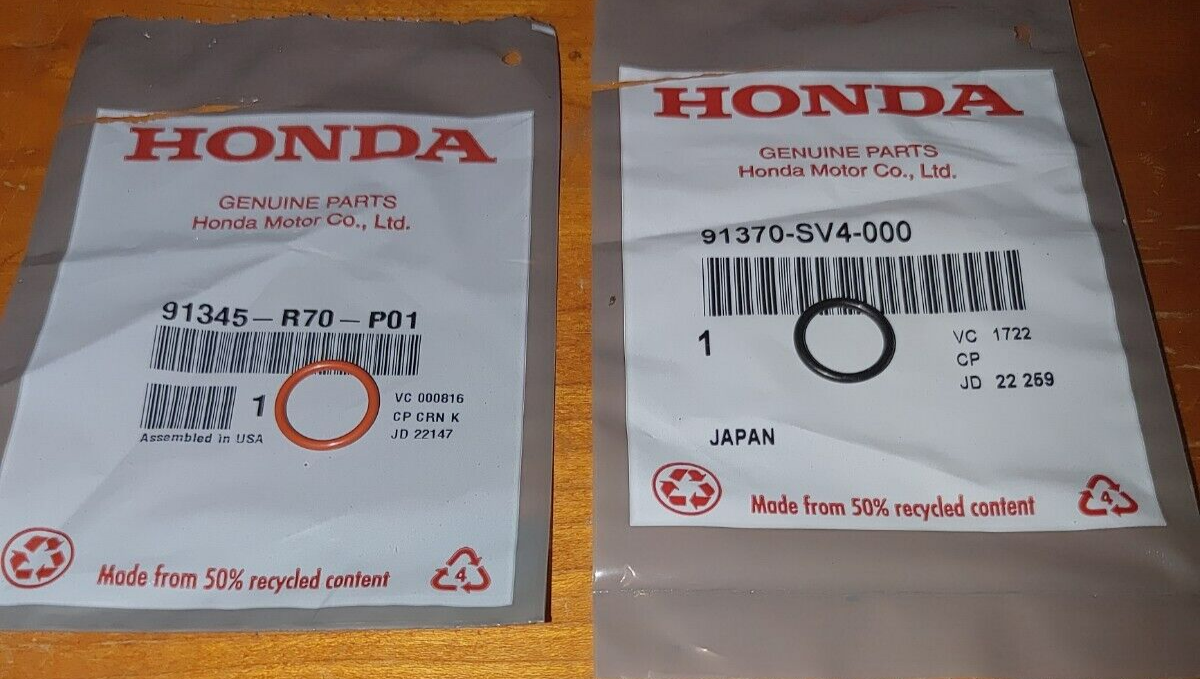 HONDA
GENUINE PARTS
Honda Motor Co., Ltd.
91345-R70-P01
1
VC 000816
CP CRN K
JD 22147
Assembled in USA
Made from 50% recycled content
4
HONDA
GENUINE PARTS
Honda Motor Co., Ltd.
91370-SV4-000
1
VC 1722
CP
JD 22 259
JAPAN
Made from 50% recycled content
4